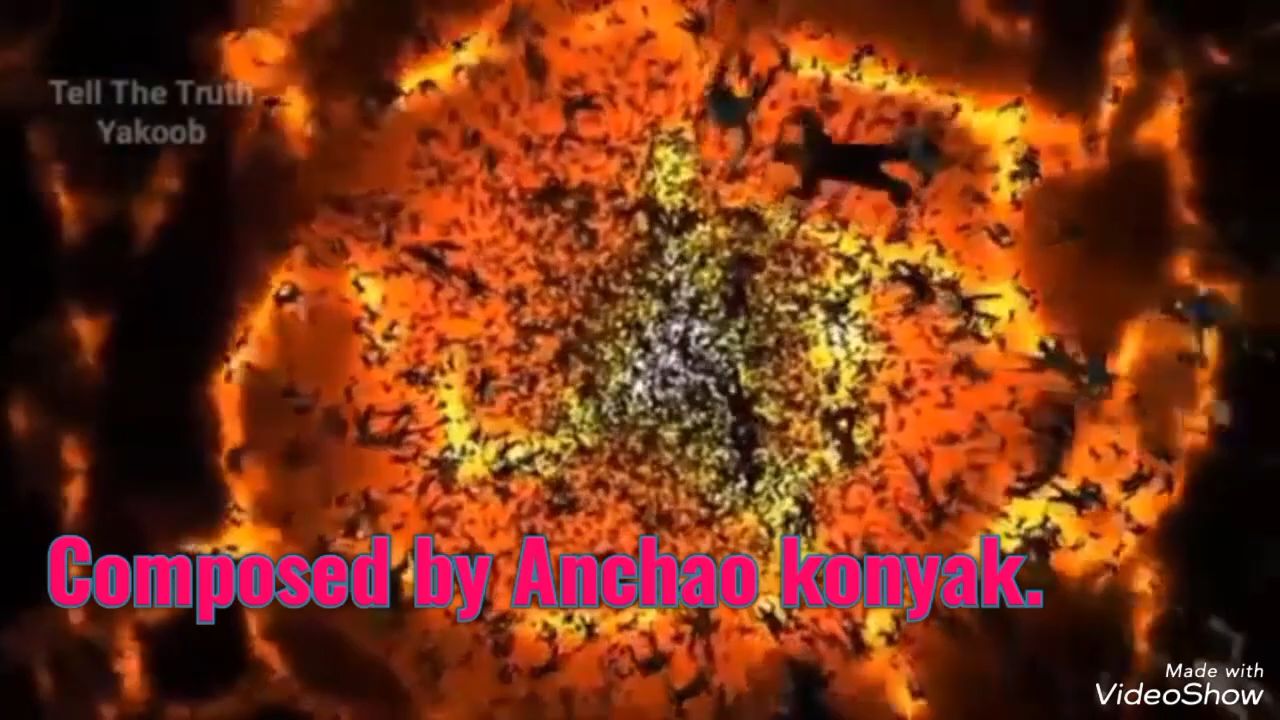 Tell The Truth
Yakoob
Composed by Anchao konyak.
Made with
VideoShow